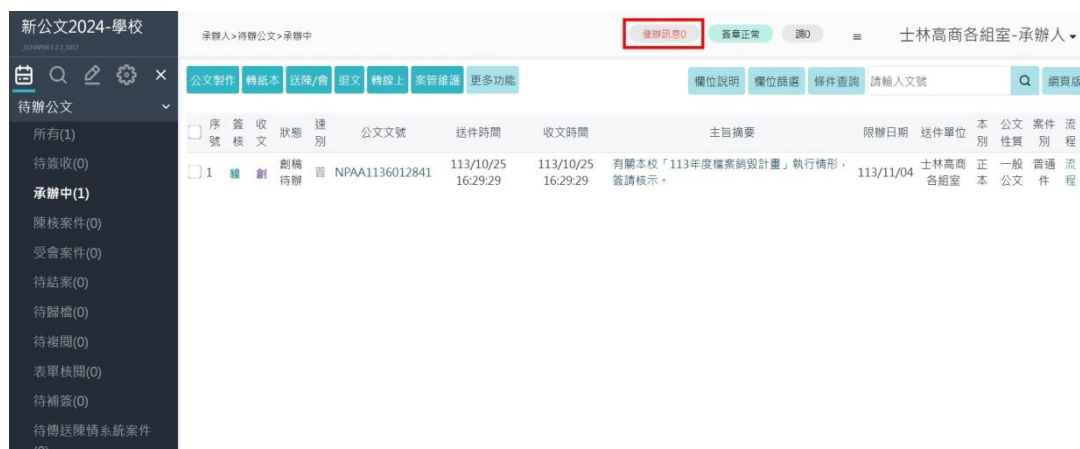 新公文2024-學校
承辦人>待辦公文>承辦中
催辦訊息0
簽章正常
調0
≡
士林高商各組室-承辦人
公文製作 轉紙本 送陳/會 退文 轉線上 案管維護 更多功能
欄位說明 欄位篩選 條件查詢 請輸入文號 網頁版
待辦公文
所有(1)
待簽收(0)
承辦中(1)
陳核案件(0)
受會案件(0)
待結案(0)
待歸檔(0)
待複閱(0)
表單核閱(0)
待補簽(0)
待傳送陳情系統案件
(0)
序號 簽核 收文 狀態 速別 公文文號 送件時間 收文時間 主旨摘要 限辦日期 送件單位 本別 公文性質 案件別 流程
1 線 創 創稿待辦 普 NPAA1136012841 113/10/25 16:29:29 113/10/25 16:29:29 有關本校「113年度檔案銷毀計畫」執行情形，簽請核示。 113/11/04 士林高商各組室 正本 一般公文 普通件 流程